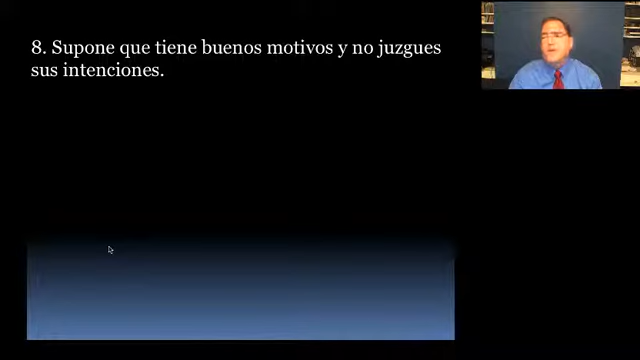 8. Supone que tiene buenos motivos y no juzgues
sus intenciones.